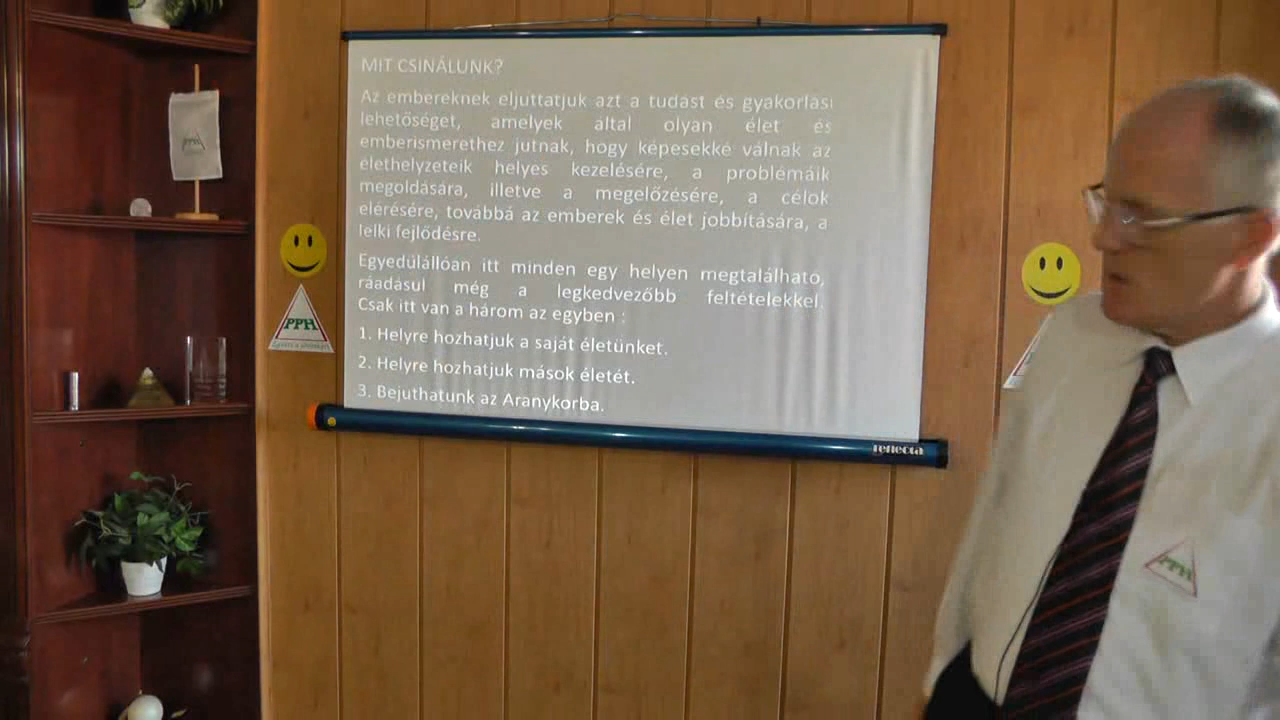 MIT CSINÁLUNK?
Az embereknek eljuttatjuk azt a tudást és gyakorlási
lehetőséget, amelyek által olyan élet és
emberismerethez jutnak, hogy képesekké válnak az
élethelyzeteik helyes kezelésére, a problémáik
megoldására, illetve a megelőzésére, a célok
elérésére, továbbá az emberek és élet jobbítására, a
lelki fejlődésre.
Egyedülállóan itt minden egy helyen megtalálható,
ráadásul még a legkedvezőbb feltételekkel.
Csak itt van a három az egyben :
1. Helyre hozhatjuk a saját életünket.
2. Helyre hozhatjuk mások életét.
3. Bejuthatunk az Aranykorba.
reflecta
PPH
PPH
PPH